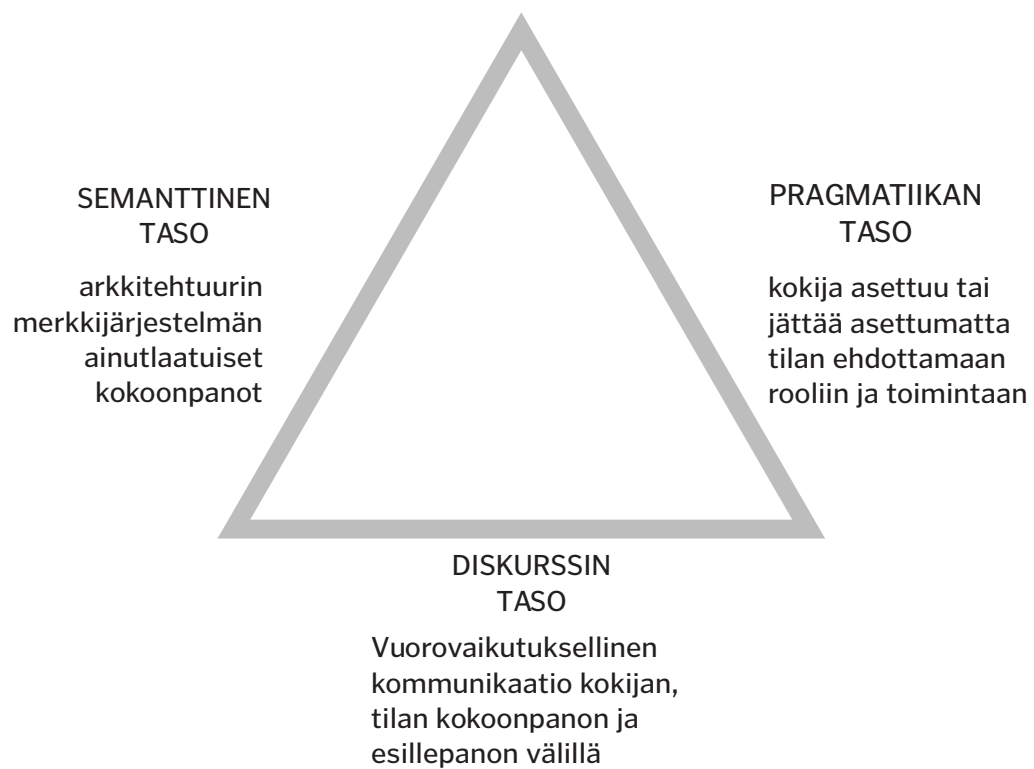 SEMANTTINEN
TASO
arkkitehtuurin
merkkijärjestelmän
ainutlaatuiset
kokoonpanot
PRAGMATIIKAN
TASO
kokija asettuu tai
jättää asettumatta
tilan ehdottamaan
rooliin ja toimintaan
DISKURSSIN
TASO
Vuorovaikutuksellinen
kommunikaatio kokijan,
tilan kokoonpanon ja
esillepanon välillä